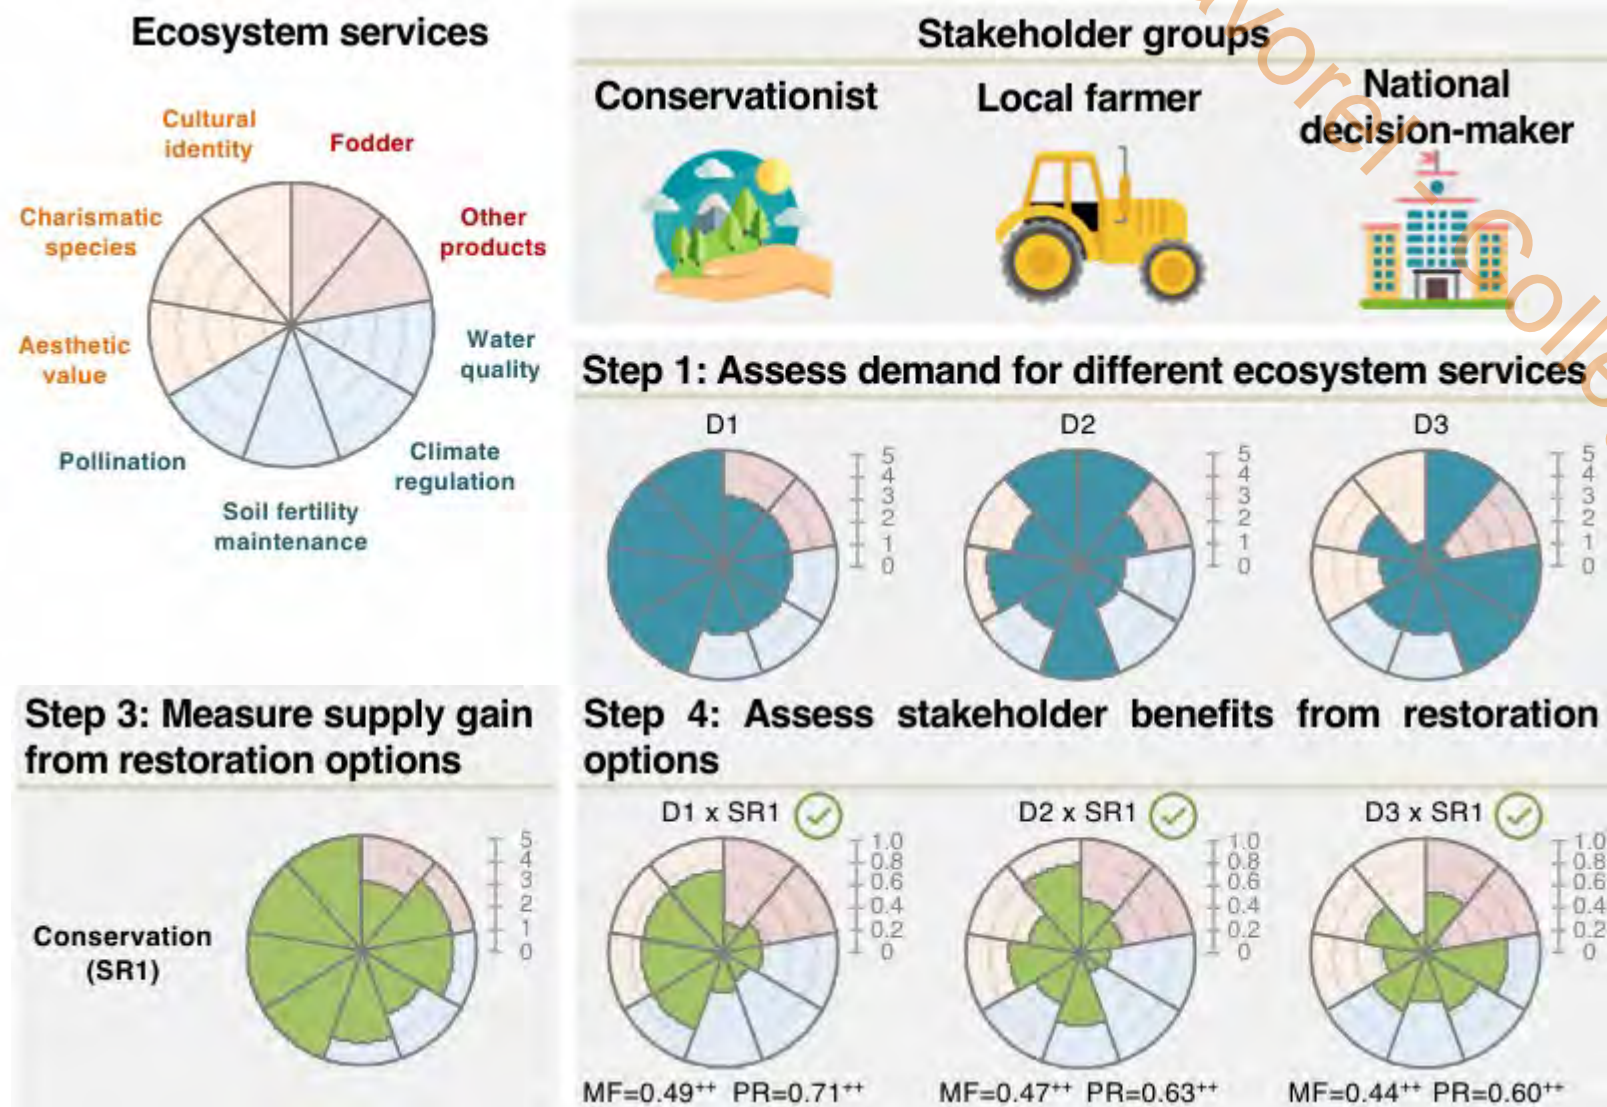 Ecosystem services
Cultural
identity
Fodder
Charismatic
species
Other
products
Aesthetic
value
Water
quality
Pollination
Climate
regulation
Soil fertility
maintenance
Stakeholder groups
Conservationist
Local farmer
National
decision-maker
Step 1: Assess demand for different ecosystem services
D1
5
4
3
2
1
0
D2
5
4
3
2
1
0
D3
5
4
3
2
1
0
Step 3: Measure supply gain
from restoration options
Conservation
(SR1)
5
4
3
2
1
0
Step 4: Assess stakeholder benefits from restoration
options
D1 x SR1
1.0
0.8
0.6
0.4
0.2
0
MF=0.49++ PR=0.71++
D2 x SR1
1.0
0.8
0.6
0.4
0.2
0
MF=0.47++ PR=0.63++
D3 x SR1
1.0
0.8
0.6
0.4
0.2
0
MF=0.44++ PR=0.60++